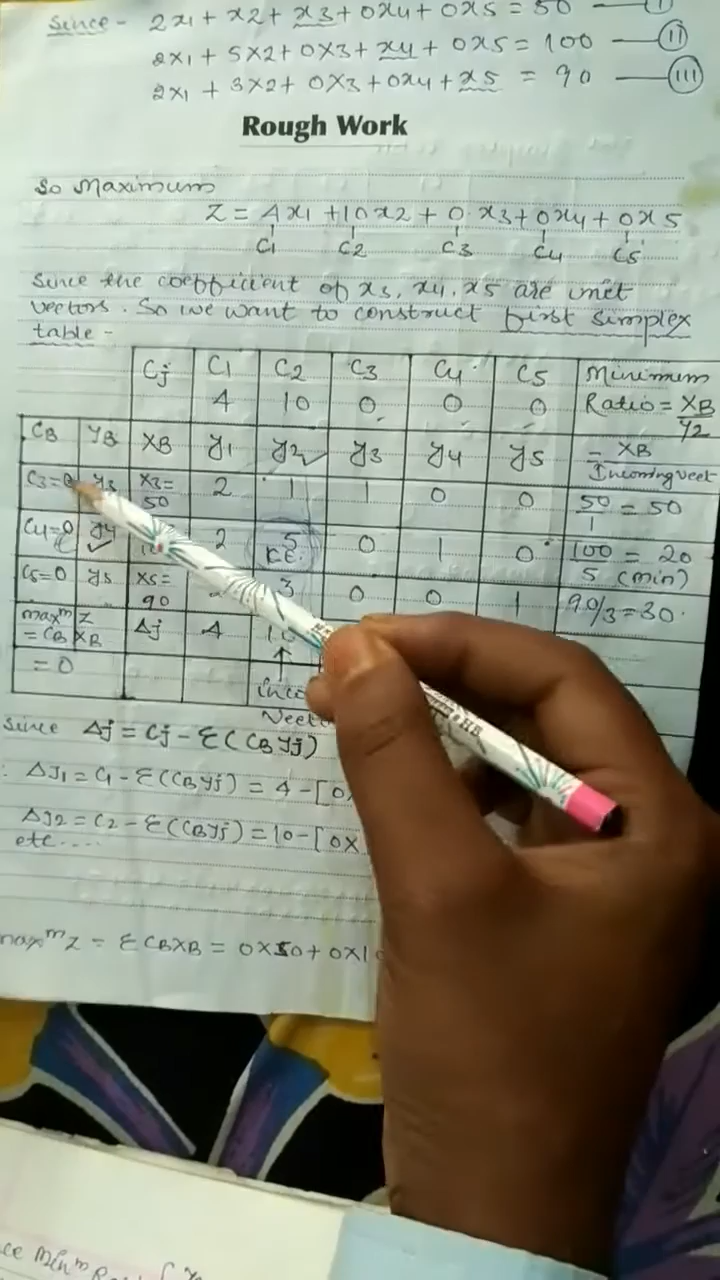 Since - 2x1 + x2 + x3 + 0x4 + 0x5 = 50 —(I)
2x1 + 5x2 + 0x3 + x4 + 0x5 = 100 —(II)
2x1 + 3x2 + 0x3 + 0x4 + x5 = 90 —(III)
Rough Work
So Maximum
Z = 4x1 + 10x2 + 0·x3 + 0x4 + 0x5
C1 C2 C3 C4 C5
Since the coefficient of x3, x4, x5 are unit
vectors. So we want to construct first simplex
table -
Cj C1 C2 C3 C4 C5 Minimum
4 10 0 0 0 Ratio = XB/Y2
CB YB XB y1 y2 y3 y4 y5 = XB/Incoming Vect
C3=0 y3 x3=50 2 1 1 0 0 50/1 = 50
C4=0 y4 2 5 0 1 0 100/5 = 20 (min)
K.E.
C5=0 y5 x5=90 3 0 0 1 90/3=30.
max^m Z = CB XB Δj 4 10
= 0
↑
Since Δj = Cj - Σ(CB Yj)
ΔJ1 = C1 - Σ(CB Yj) = 4 - [0
ΔJ2 = C2 - Σ(CB Yj) = 10 - [0X
etc....
max^m Z = ΣCBXB = 0X50 + 0X10